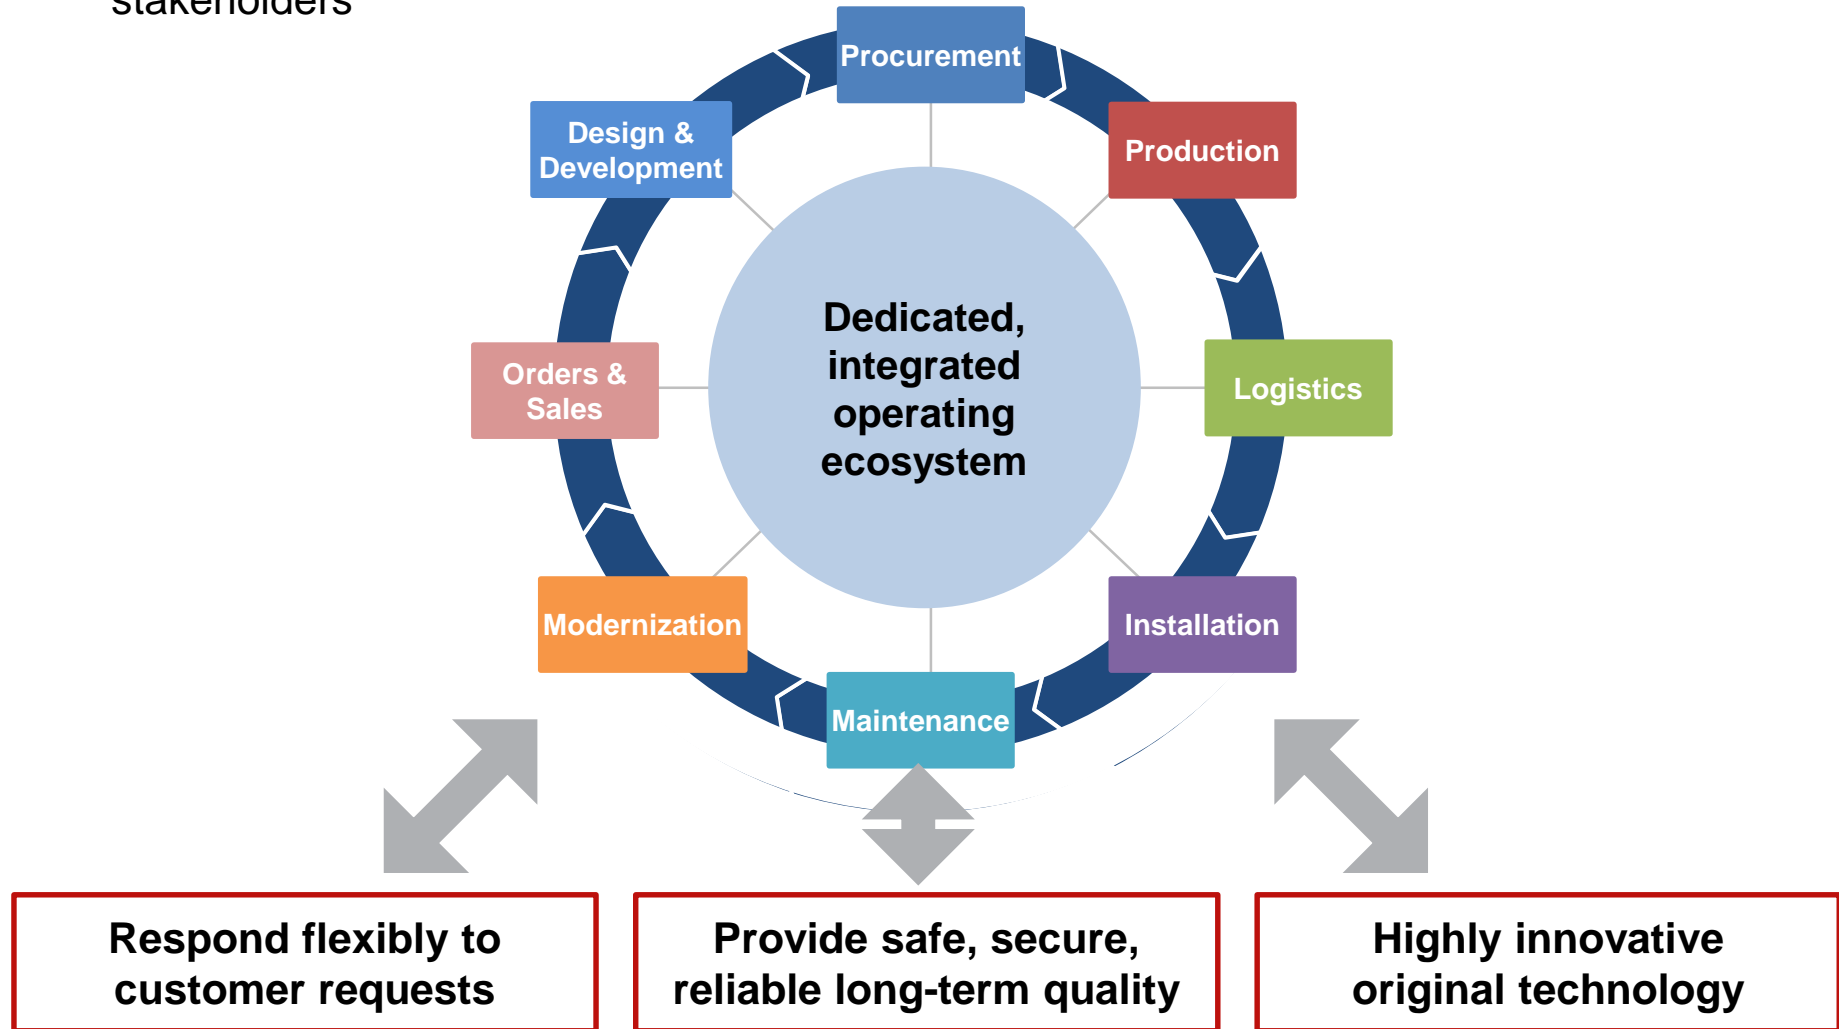 stakeholders
Procurement
Design &
Development
Production
Dedicated,
integrated
operating
ecosystem
Orders &
Sales
Logistics
Modernization
Installation
Maintenance
Respond flexibly to
customer requests
Provide safe, secure,
reliable long-term quality
Highly innovative
original technology